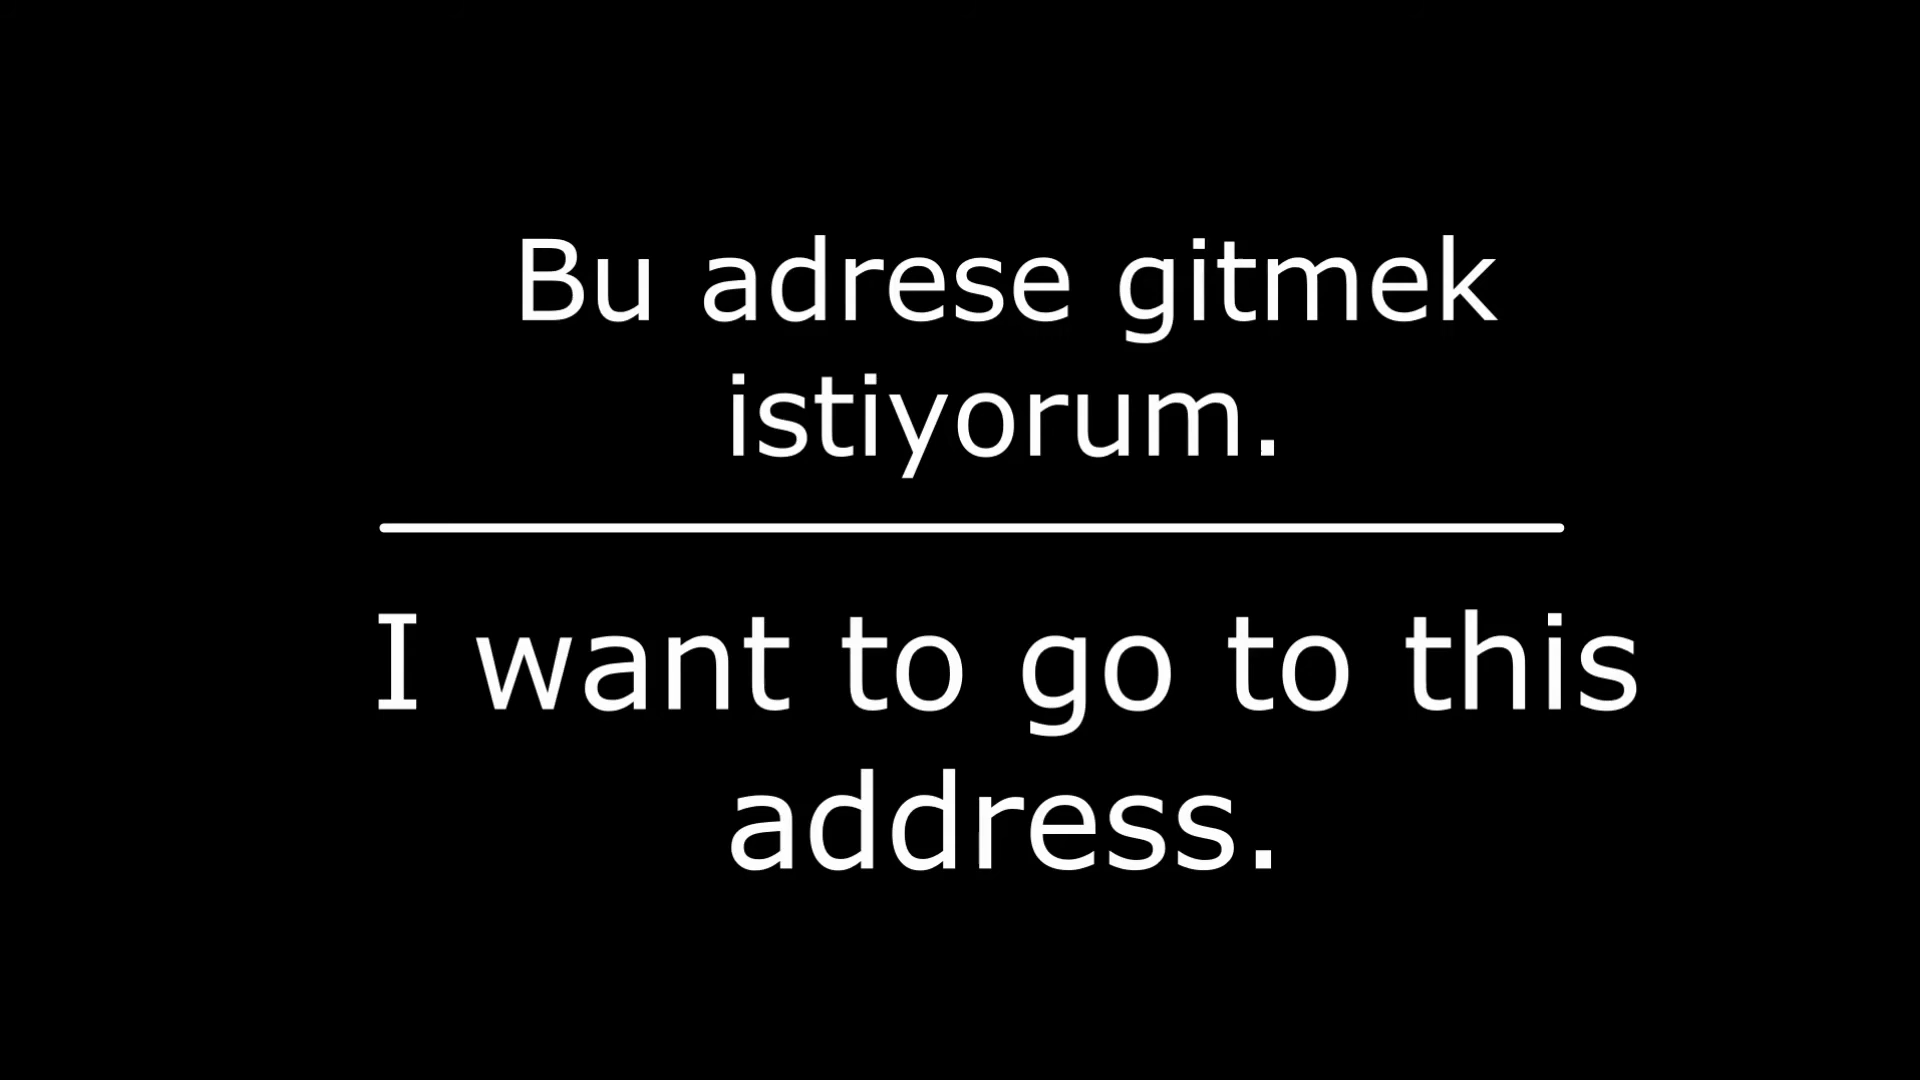 Bu adrese gitmek
istiyorum.
I want to go to this
address.